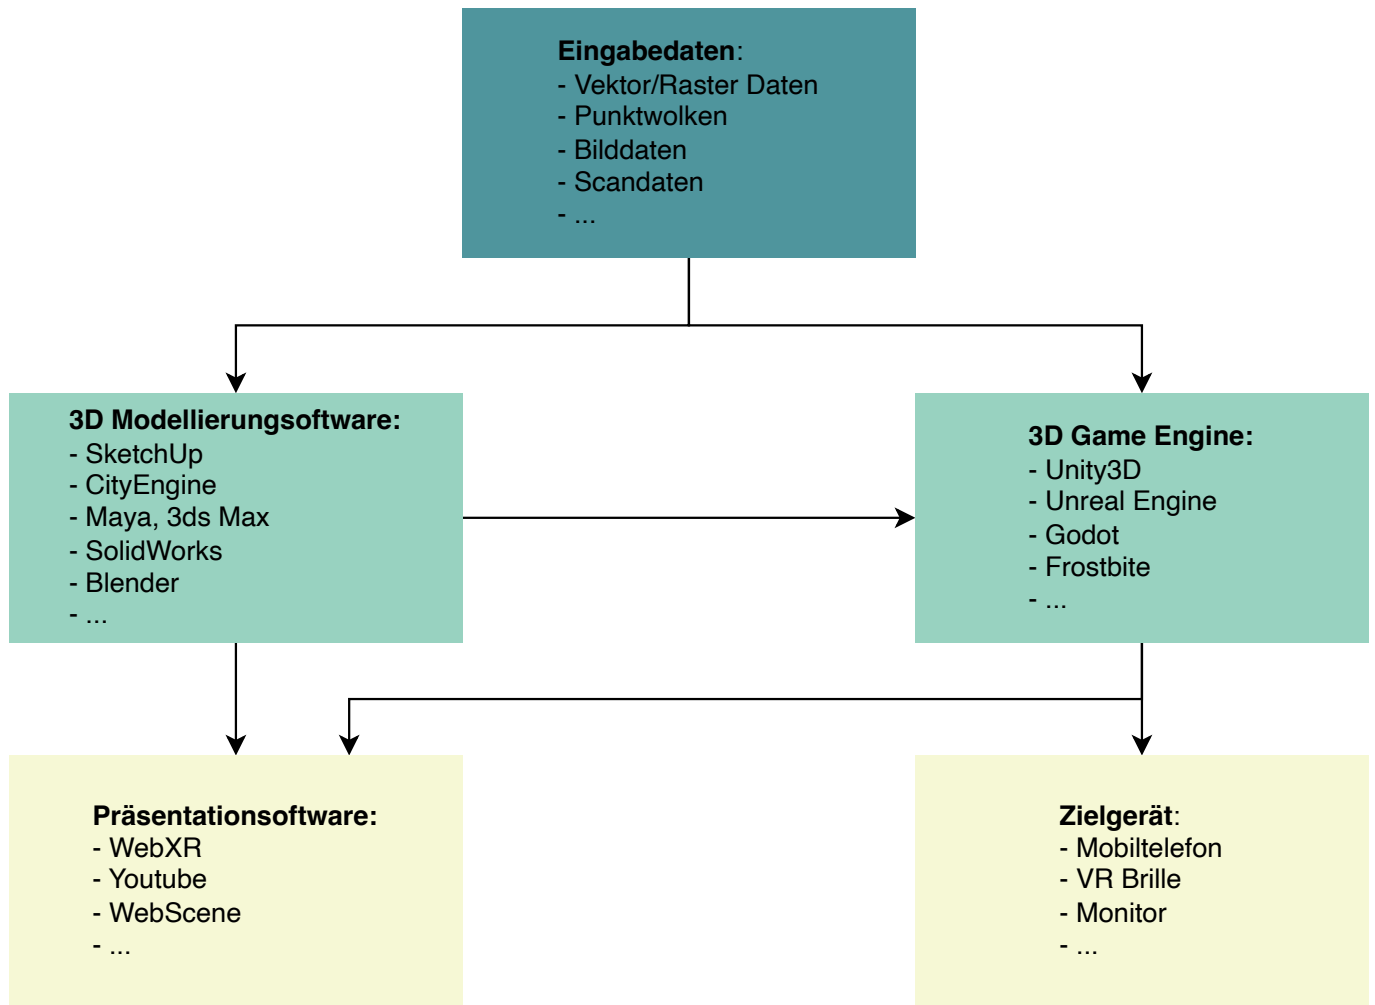 Eingabedaten:
- Vektor/Raster Daten
- Punktwolken
- Bilddaten
- Scandaten
- ...
3D Modellierungsoftware:
- SketchUp
- CityEngine
- Maya, 3ds Max
- SolidWorks
- Blender
- ...
3D Game Engine:
- Unity3D
- Unreal Engine
- Godot
- Frostbite
- ...
Präsentationsoftware:
- WebXR
- Youtube
- WebScene
- ...
Zielgerät:
- Mobiltelefon
- VR Brille
- Monitor
- ...